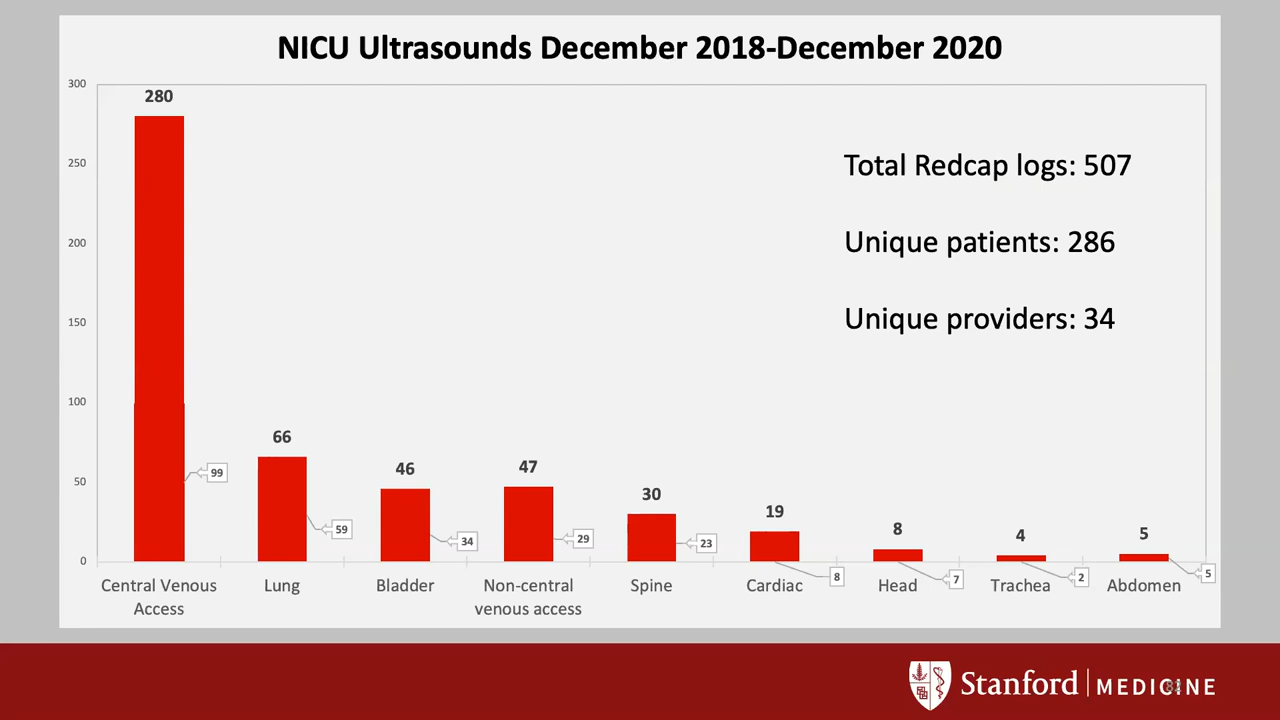 NICU Ultrasounds December 2018-December 2020
300
250
200
150
100
50
0
280
66
46
47
30
19
8
4
5
99
59
34
29
23
8
7
2
5
Total Redcap logs: 507
Unique patients: 286
Unique providers: 34
Central Venous
Access
Lung
Bladder
Non-central
venous access
Spine
Cardiac
Head
Trachea
Abdomen
Stanford MEDICINE